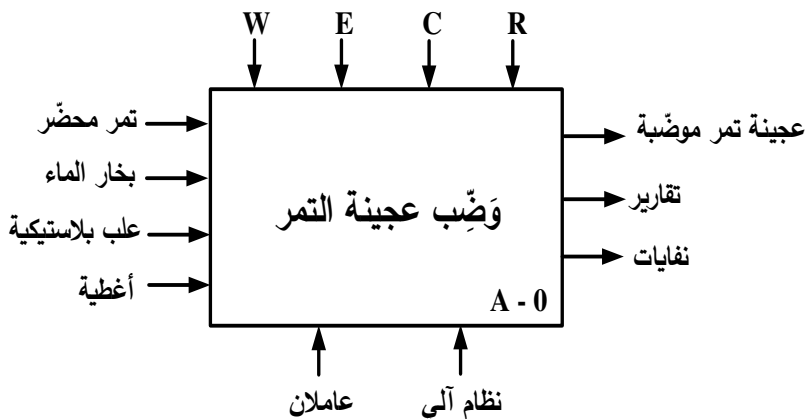 W E C R
تمر محضّر
بخار الماء
علب بلاستيكية
أغطية
وَضِّب عجينة التمر
A - 0
عجينة تمر موضّبة
تقارير
نفايات
عاملان
نظام آلي